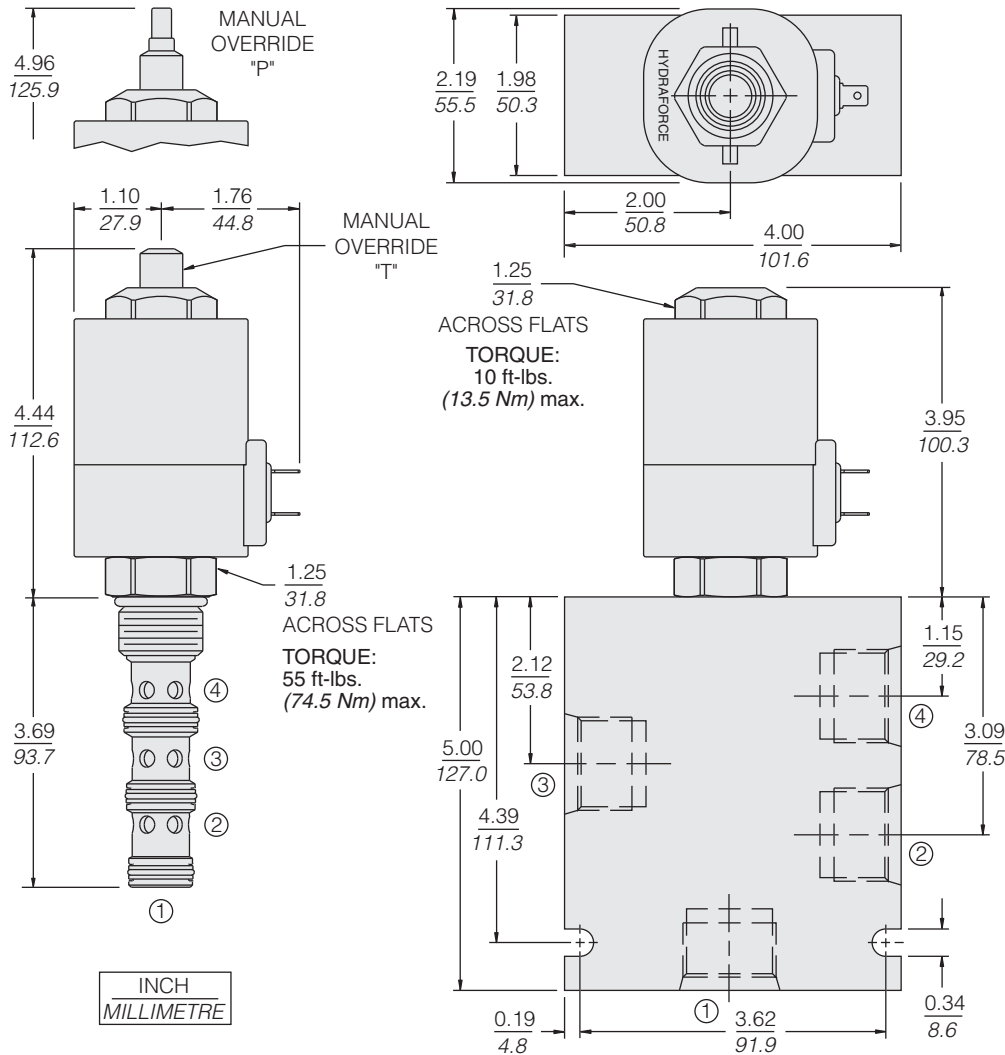 4.96
125.9
MANUAL
OVERRIDE
"P"
2.19
55.5
1.98
50.3
HYDRAFORCE
2.00
50.8
4.00
101.6
1.10
27.9
1.76
44.8
MANUAL
OVERRIDE
"T"
4.44
112.6
1.25
31.8
ACROSS FLATS
TORQUE:
10 ft-lbs.
(13.5 Nm) max.
3.95
100.3
1.25
31.8
ACROSS FLATS
TORQUE:
55 ft-lbs.
(74.5 Nm) max.
3.69
93.7
④
③
②
①
2.12
53.8
5.00
127.0
4.39
111.3
③
1.15
29.2
④
3.09
78.5
②
①
0.19
4.8
3.62
91.9
0.34
8.6
INCH
MILLIMETRE